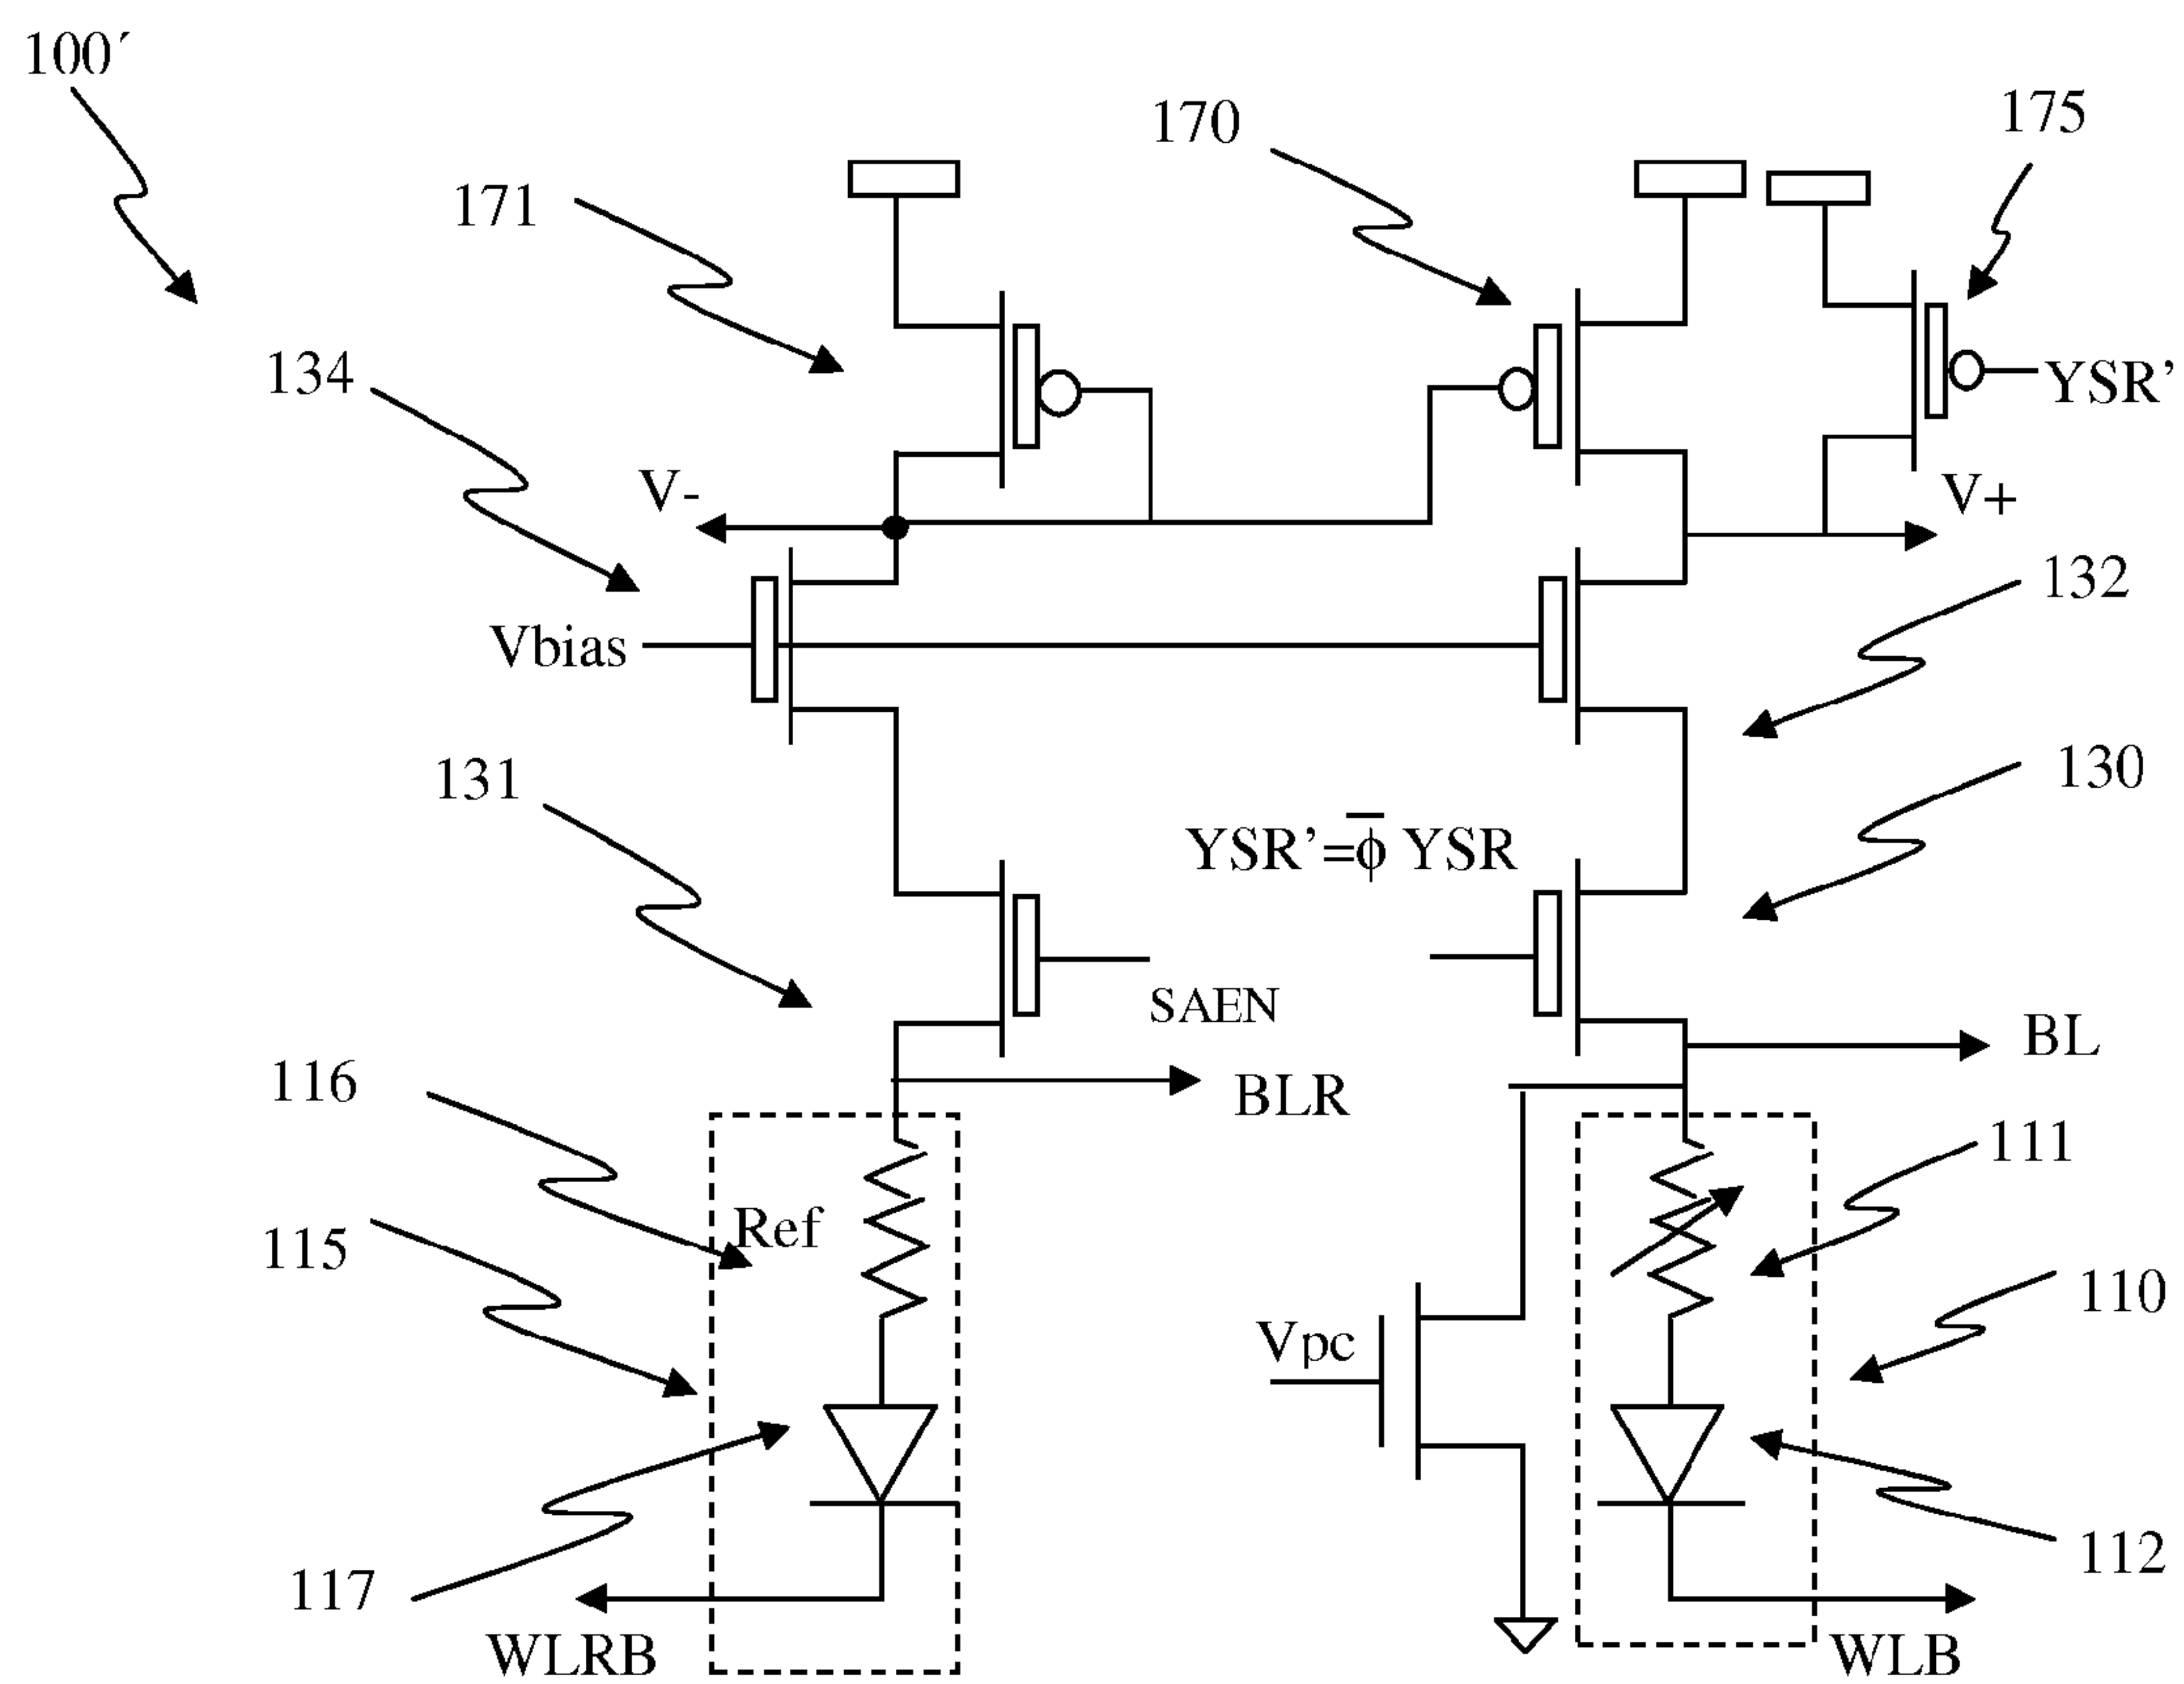 100´
170
175
171
134
YSR'
V-
V+
132
Vbias
131
130
YSR'=ϕ̅ YSR
SAEN
BL
116
BLR
111
Ref
115
110
Vpc
117
112
WLRB
WLB